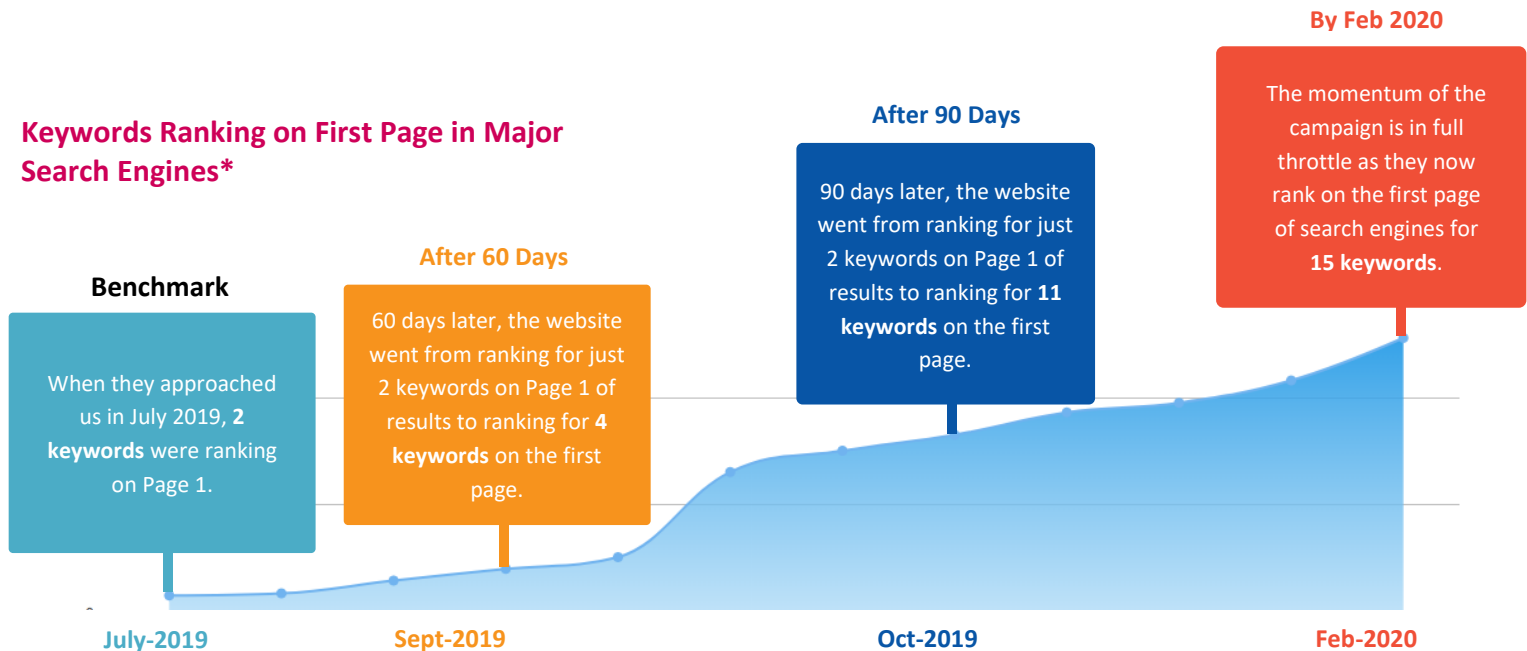 Keywords Ranking on First Page in Major
Search Engines*
Benchmark
When they approached
us in July 2019, 2
keywords were ranking
on Page 1.
After 60 Days
60 days later, the website
went from ranking for just
2 keywords on Page 1 of
results to ranking for 4
keywords on the first
page.
After 90 Days
90 days later, the website
went from ranking for just
2 keywords on Page 1 of
results to ranking for 11
keywords on the first
page.
By Feb 2020
The momentum of the
campaign is in full
throttle as they now
rank on the first page
of search engines for
15 keywords.
July-2019
Sept-2019
Oct-2019
Feb-2020